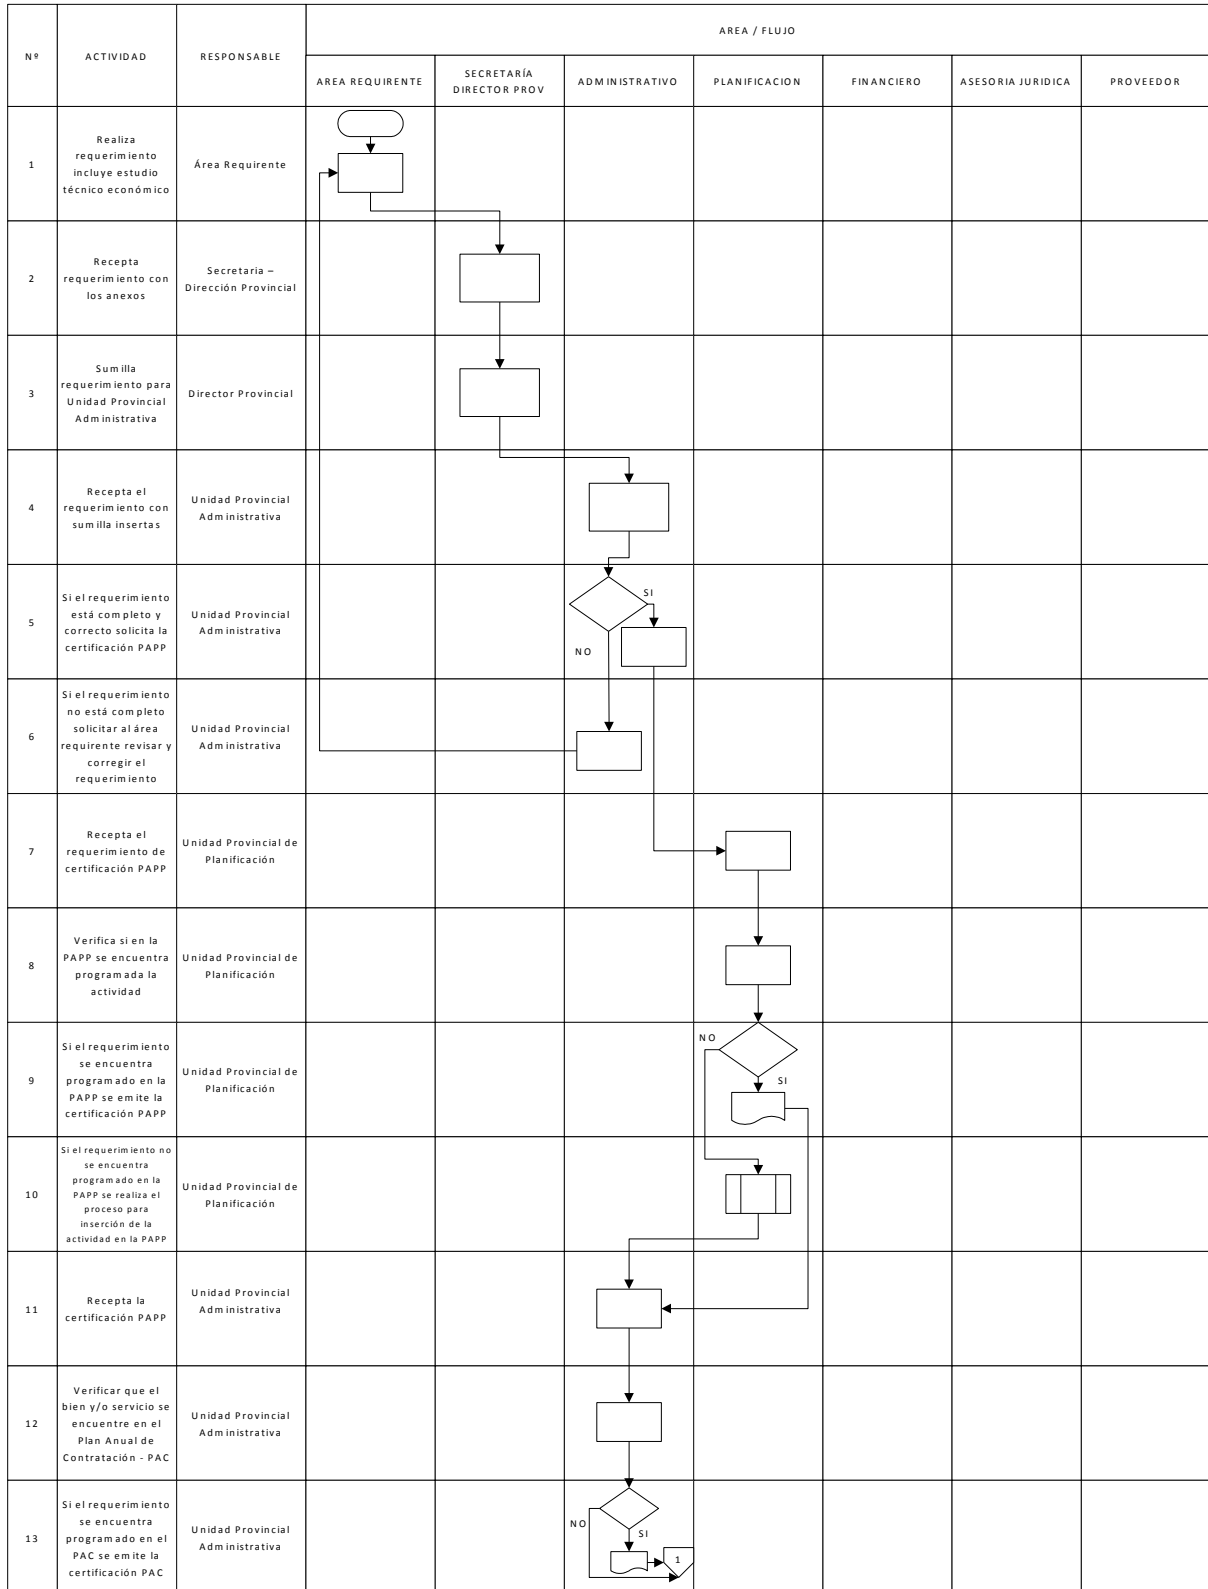 AREA / FLUJO
Nº
ACTIVIDAD
RESPONSABLE
AREA REQUIRENTE
SECRETARÍA
DIRECTOR PROV
ADMINISTRATIVO
PLANIFICACION
FINANCIERO
ASESORIA JURIDICA
PROVEEDOR
1
Realiza
requerimiento
incluye estudio
técnico económico
Área Requirente
2
Recepta
requerimiento con
los anexos
Secretaria –
Dirección Provincial
3
Sumilla
requerimiento para
Unidad Provincial
Administrativa
Director Provincial
4
Recepta el
requerimiento con
sumilla insertas
Unidad Provincial
Administrativa
5
Si el requerimiento
está completo y
correcto solicita la
certificación PAPP
Unidad Provincial
Administrativa
SI
NO
6
Si el requerimiento
no está completo
solicitar al área
requirente revisar y
corregir el
requerimiento
Unidad Provincial
Administrativa
7
Recepta el
requerimiento de
certificación PAPP
Unidad Provincial de
Planificación
8
Verifica si en la
PAPP se encuentra
programada la
actividad
Unidad Provincial de
Planificación
9
Si el requerimiento
se encuentra
programado en la
PAPP se emite la
certificación PAPP
Unidad Provincial de
Planificación
NO
SI
10
Si el requerimiento no
se encuentra
programado en la
PAPP se realiza el
proceso para
inserción de la
actividad en la PAPP
Unidad Provincial de
Planificación
11
Recepta la
certificación PAPP
Unidad Provincial
Administrativa
12
Verificar que el
bien y/o servicio se
encuentre en el
Plan Anual de
Contratación - PAC
Unidad Provincial
Administrativa
13
Si el requerimiento
se encuentra
programado en el
PAC se emite la
certificación PAC
Unidad Provincial
Administrativa
NO
SI
1